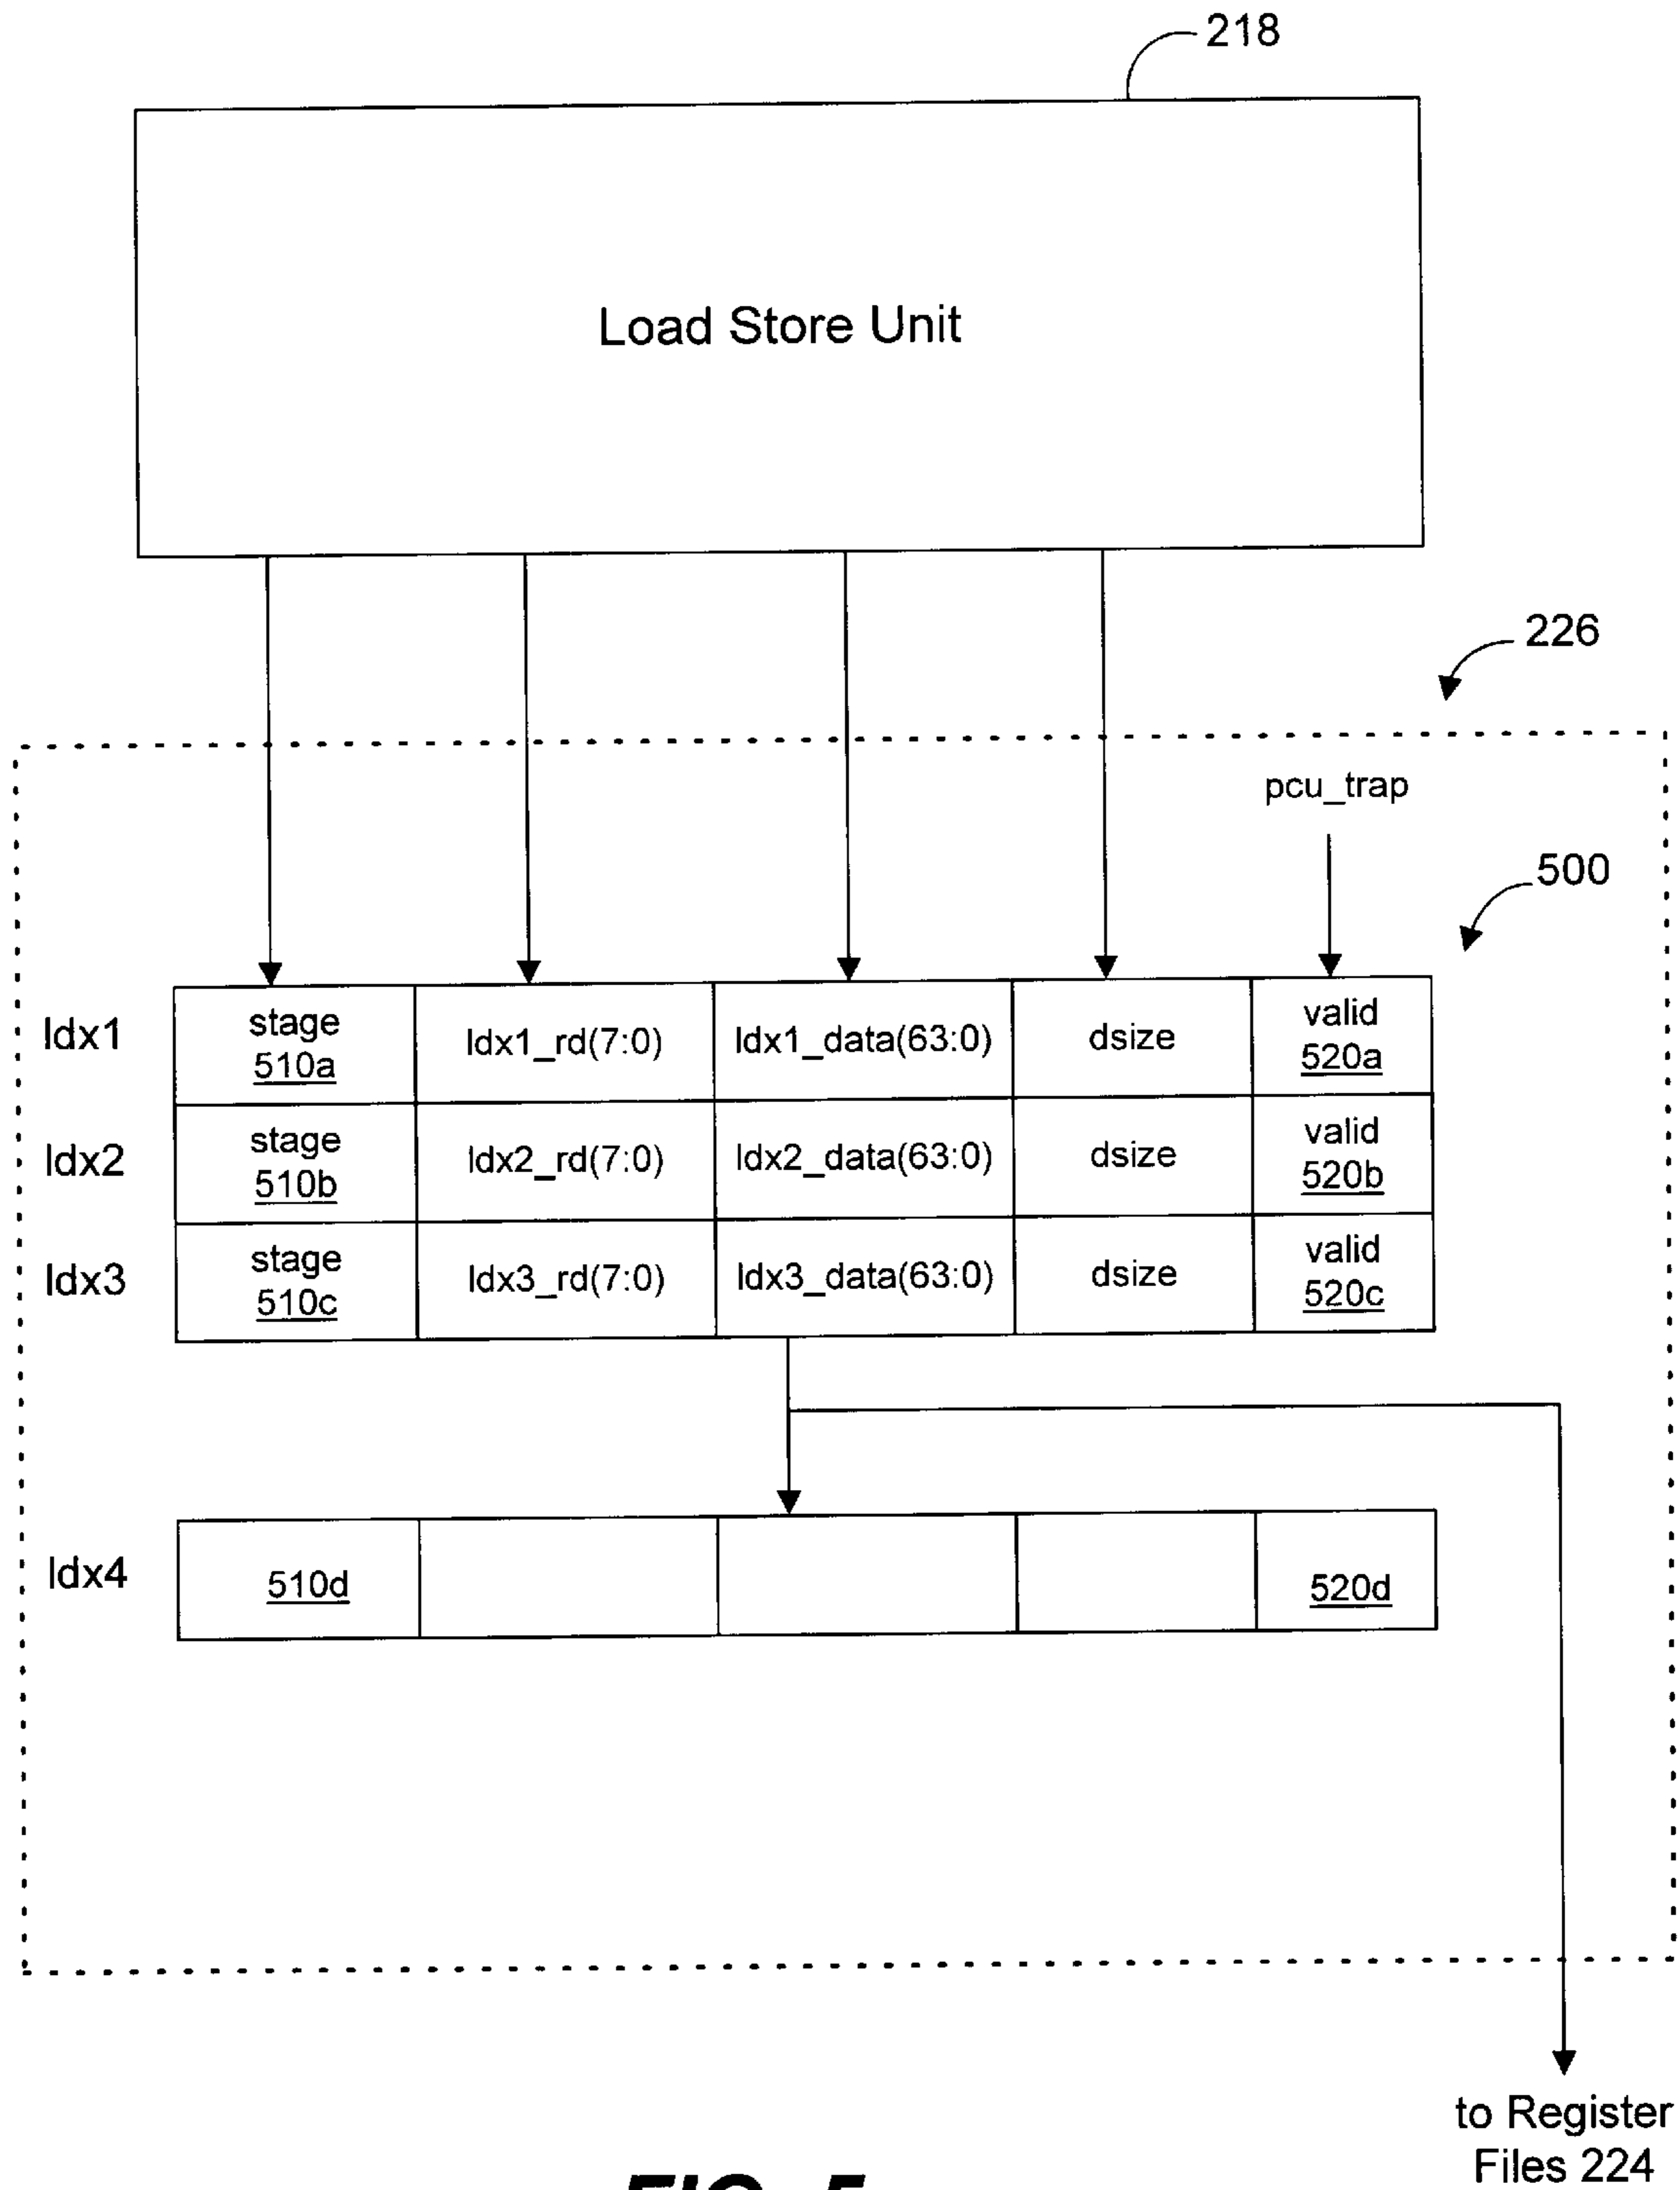 218
Load Store Unit
226
pcu_trap
500
ldx1
stage
510a
ldx1_rd(7:0)
ldx1_data(63:0)
dsize
valid
520a
ldx2
stage
510b
ldx2_rd(7:0)
ldx2_data(63:0)
dsize
valid
520b
ldx3
stage
510c
ldx3_rd(7:0)
ldx3_data(63:0)
dsize
valid
520c
ldx4
510d
520d
to Register
Files 224
FIG. 5